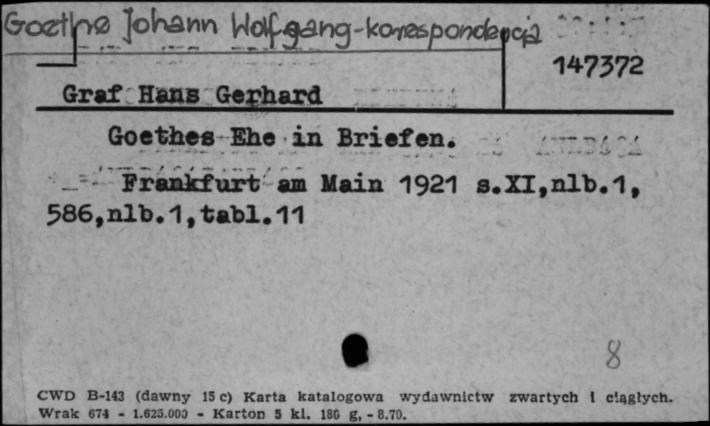 Goethe Johann Wolfgang-korespondencja
147372
Graf Hans Gerhard
Goethes Ehe in Briefen.
Frankfurt am Main 1921 s.XI,nlb.1,
586,nlb.1,tabl.11
8
CWD B-143 (dawny 15 c) Karta katalogowa wydawnictw zwartych i ciągłych.
Wrak 674 - 1.625.000 - Karton 5 kl. 180 g, - 8.70.